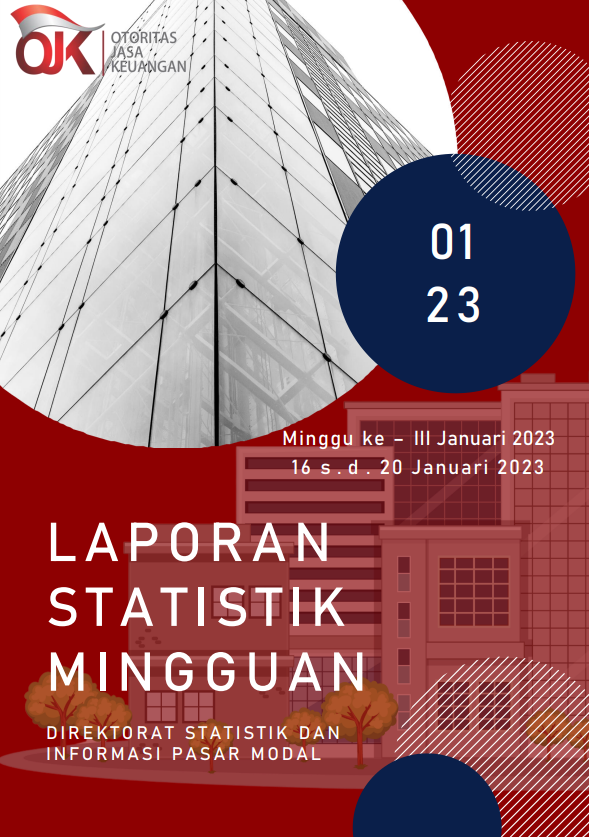 OJK
OTORITAS
JASA
KEUANGAN
01
23
Minggu ke – III Januari 2023
16 s.d. 20 Januari 2023
LAPORAN
STATISTIK
MINGGUAN
DIREKTORAT STATISTIK DAN
INFORMASI PASAR MODAL